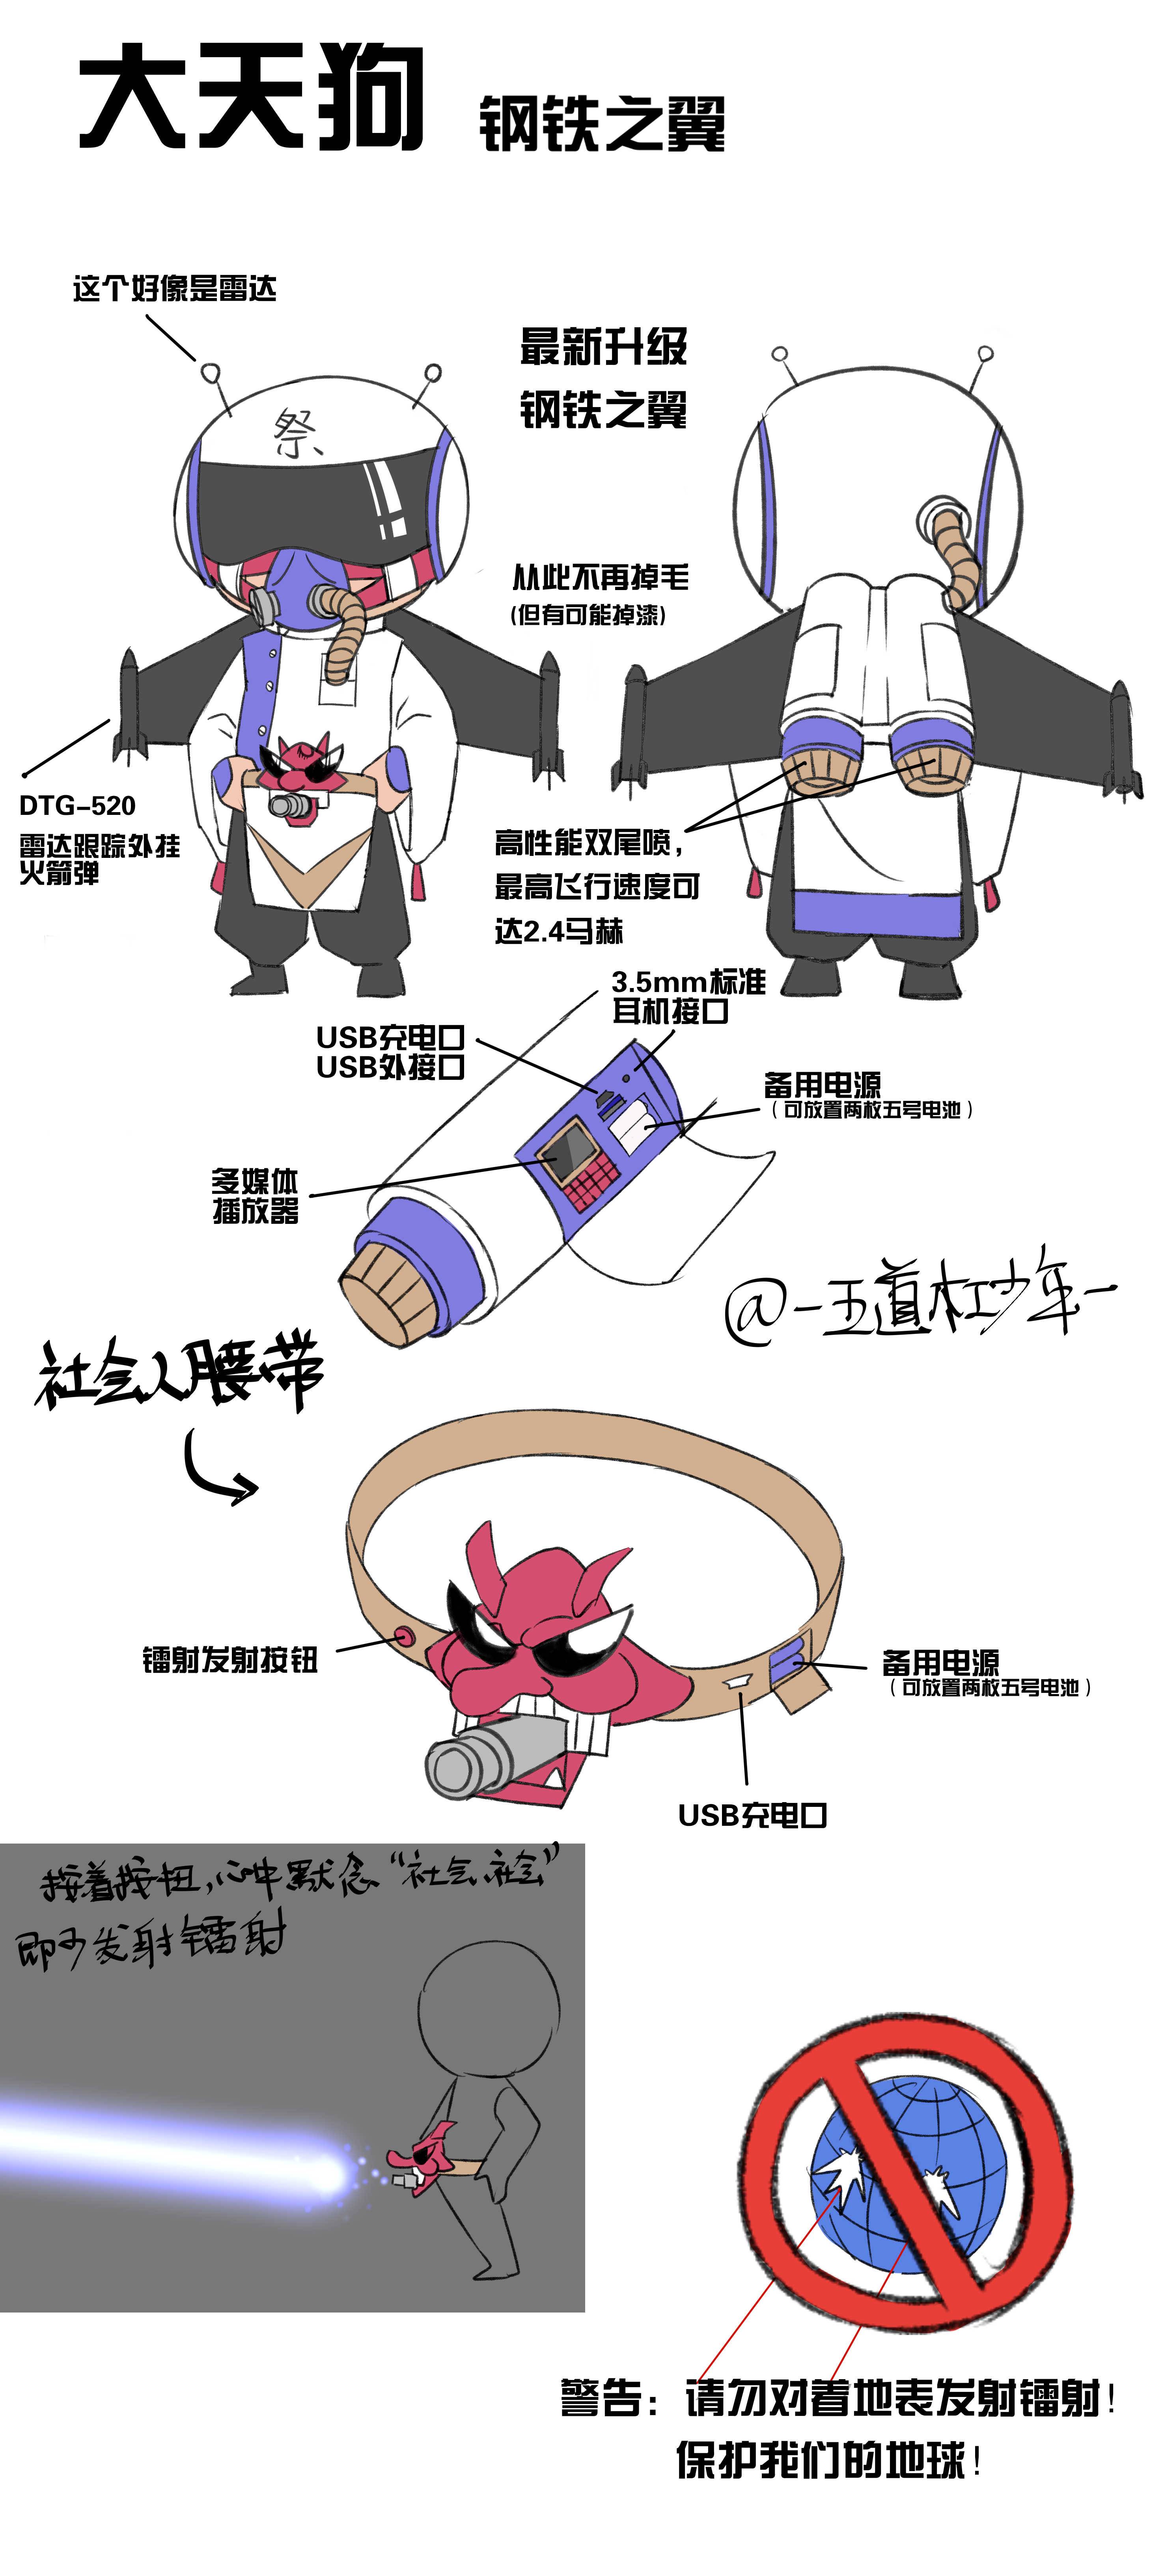 大天狗 钢铁之翼
这个好像是雷达
最新升级
钢铁之翼
祭
从此不再掉毛
(但有可能掉漆)
DTG-520
雷达跟踪外挂
火箭弹
高性能双尾喷,
最高飞行速度可
达2.4马赫
3.5mm标准
耳机接口
USB充电口
USB外接口
备用电源
（可放置两枚五号电池）
多媒体
播放器
@-王道杠少年-
社会人腰带
镭射发射按钮
备用电源
（可放置两枚五号电池）
USB充电口
按着按扭,心中默念“社会社会”
即可发射镭射
警告：请勿对着地表发射镭射!
保护我们的地球!